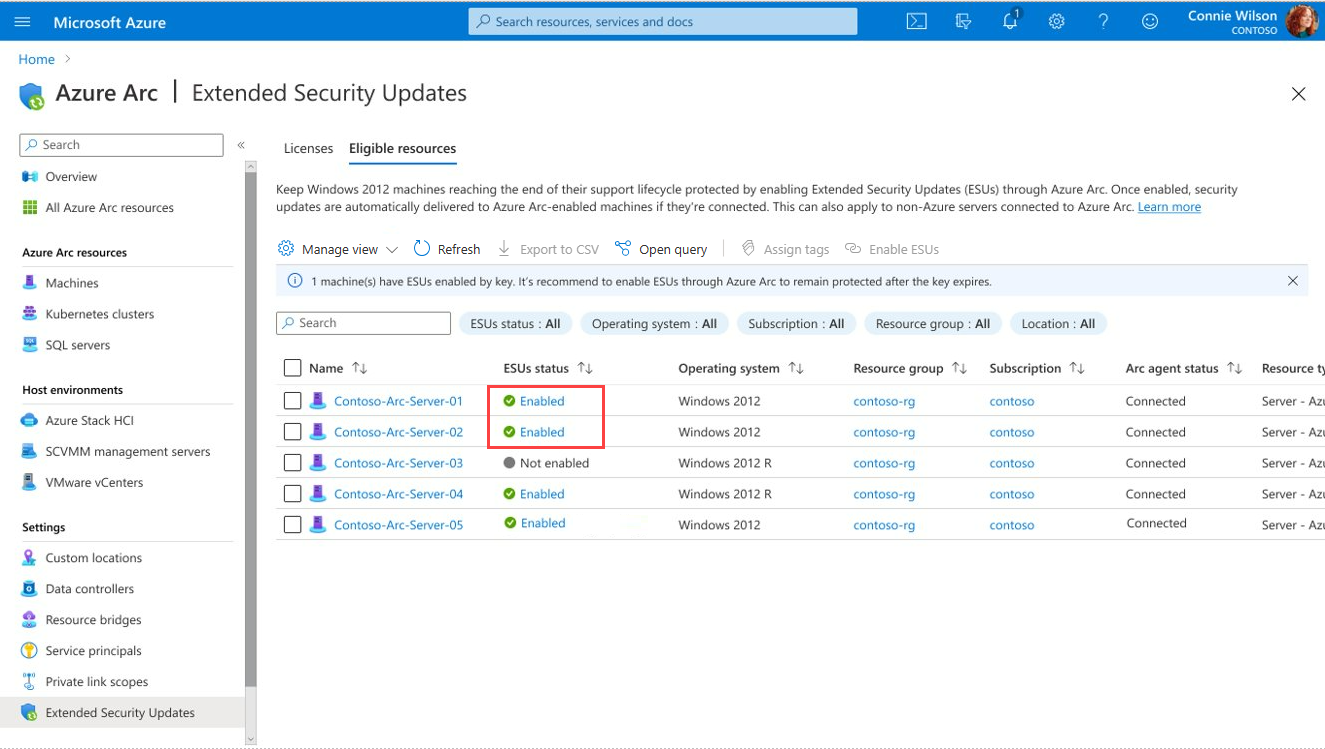 Microsoft Azure
Search resources, services and docs
1
Connie Wilson
CONTOSO
Home
Azure Arc | Extended Security Updates
Search
Overview
All Azure Arc resources
Azure Arc resources
Machines
Kubernetes clusters
SQL servers
Host environments
Azure Stack HCI
SCVMM management servers
VMware vCenters
Settings
Custom locations
Data controllers
Resource bridges
Service principals
Private link scopes
Extended Security Updates
Licenses Eligible resources
Keep Windows 2012 machines reaching the end of their support lifecycle protected by enabling Extended Security Updates (ESUs) through Azure Arc. Once enabled, security
updates are automatically delivered to Azure Arc-enabled machines if they're connected. This can also apply to non-Azure servers connected to Azure Arc. Learn more
Manage view Refresh Export to CSV Open query Assign tags Enable ESUs
1 machine(s) have ESUs enabled by key. It's recommend to enable ESUs through Azure Arc to remain protected after the key expires.
Search ESUs status : All Operating system : All Subscription : All Resource group : All Location : All
Name ESUs status Operating system Resource group Subscription Arc agent status Resource ty
Contoso-Arc-Server-01 Enabled Windows 2012 contoso-rg contoso Connected Server - Azu
Contoso-Arc-Server-02 Enabled Windows 2012 contoso-rg contoso Connected Server - Azu
Contoso-Arc-Server-03 Not enabled Windows 2012 R contoso-rg contoso Connected Server - Azu
Contoso-Arc-Server-04 Enabled Windows 2012 R contoso-rg contoso Connected Server - Azu
Contoso-Arc-Server-05 Enabled Windows 2012 contoso-rg contoso Connected Server - Azu